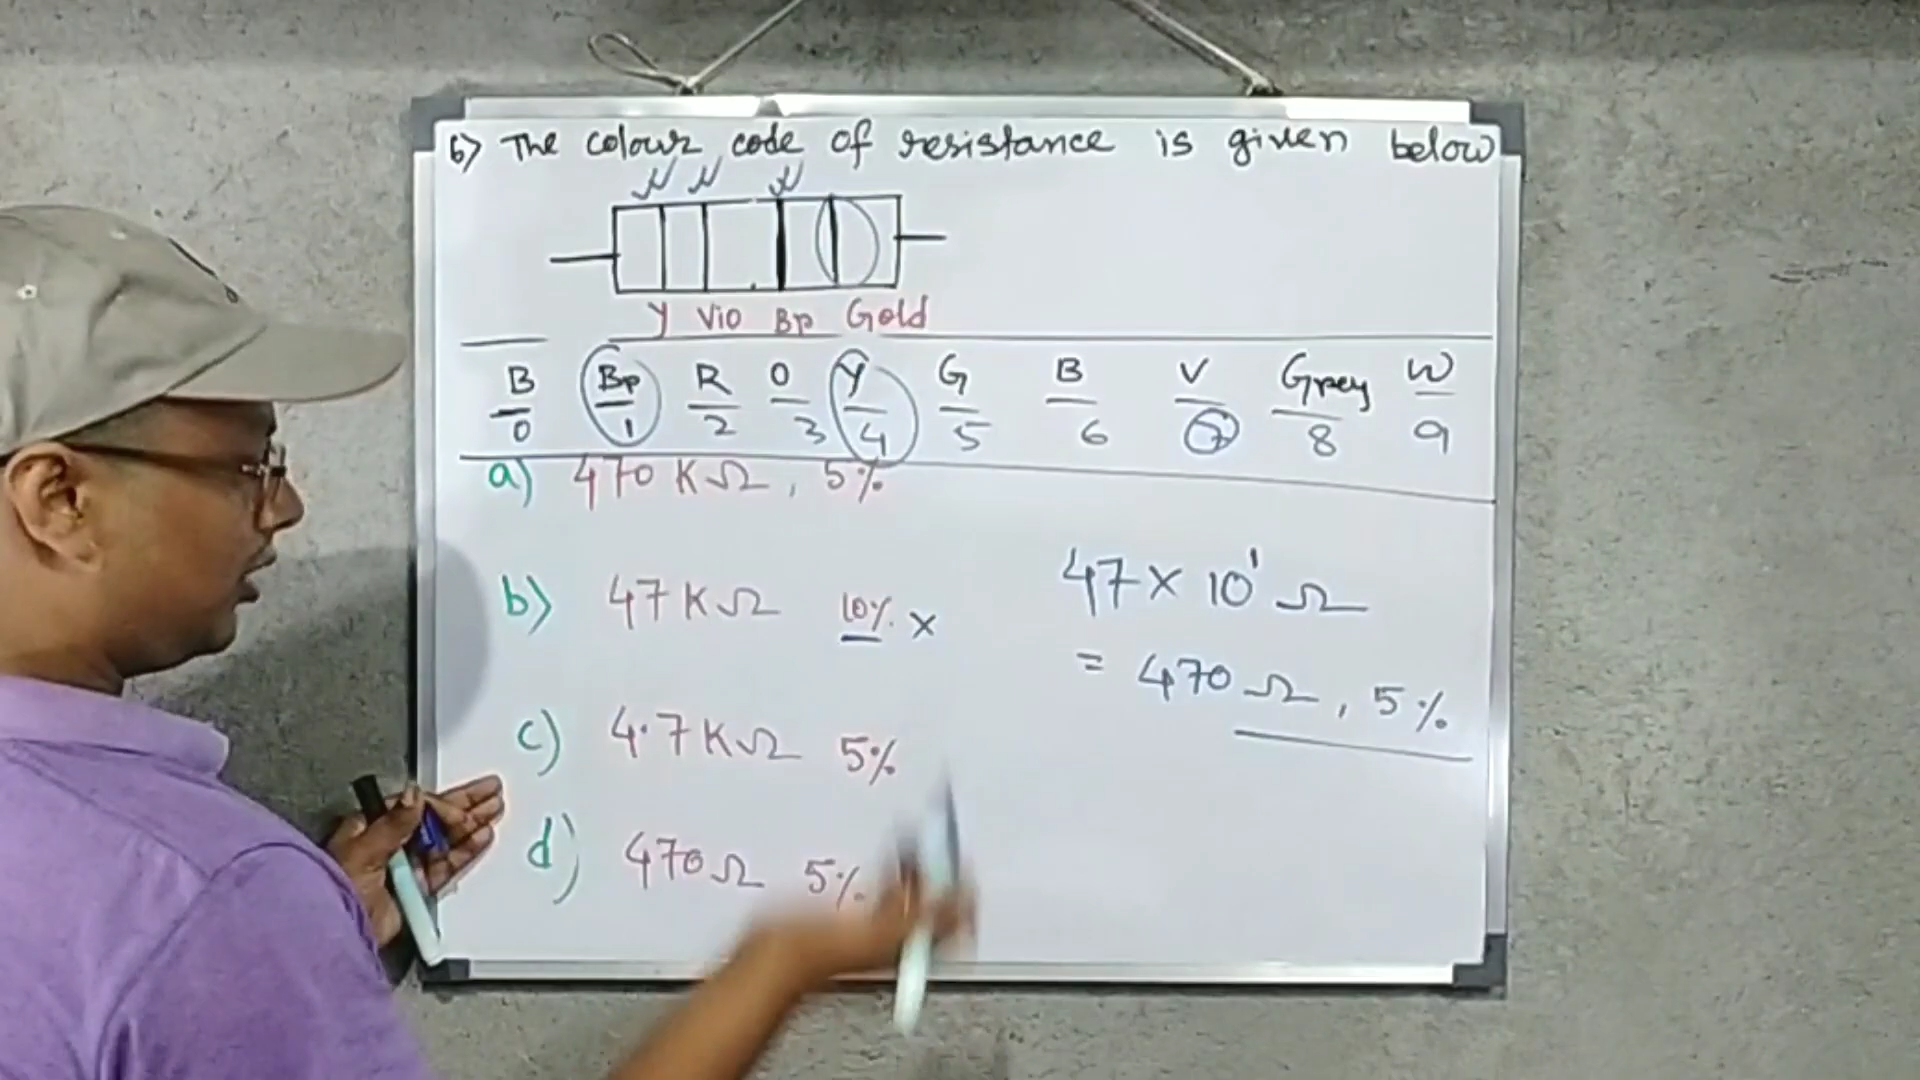 6) The colour code of resistance is given below
Y Vio Br Gold
B Br R O Y G B V Grey W
0 1 2 3 4 5 6 7 8 9
a) 470 KΩ, 5%
b) 47 KΩ 10% ×
47 × 10¹ Ω
= 470 Ω, 5%
c) 4.7 KΩ 5%
d) 470 Ω 5%